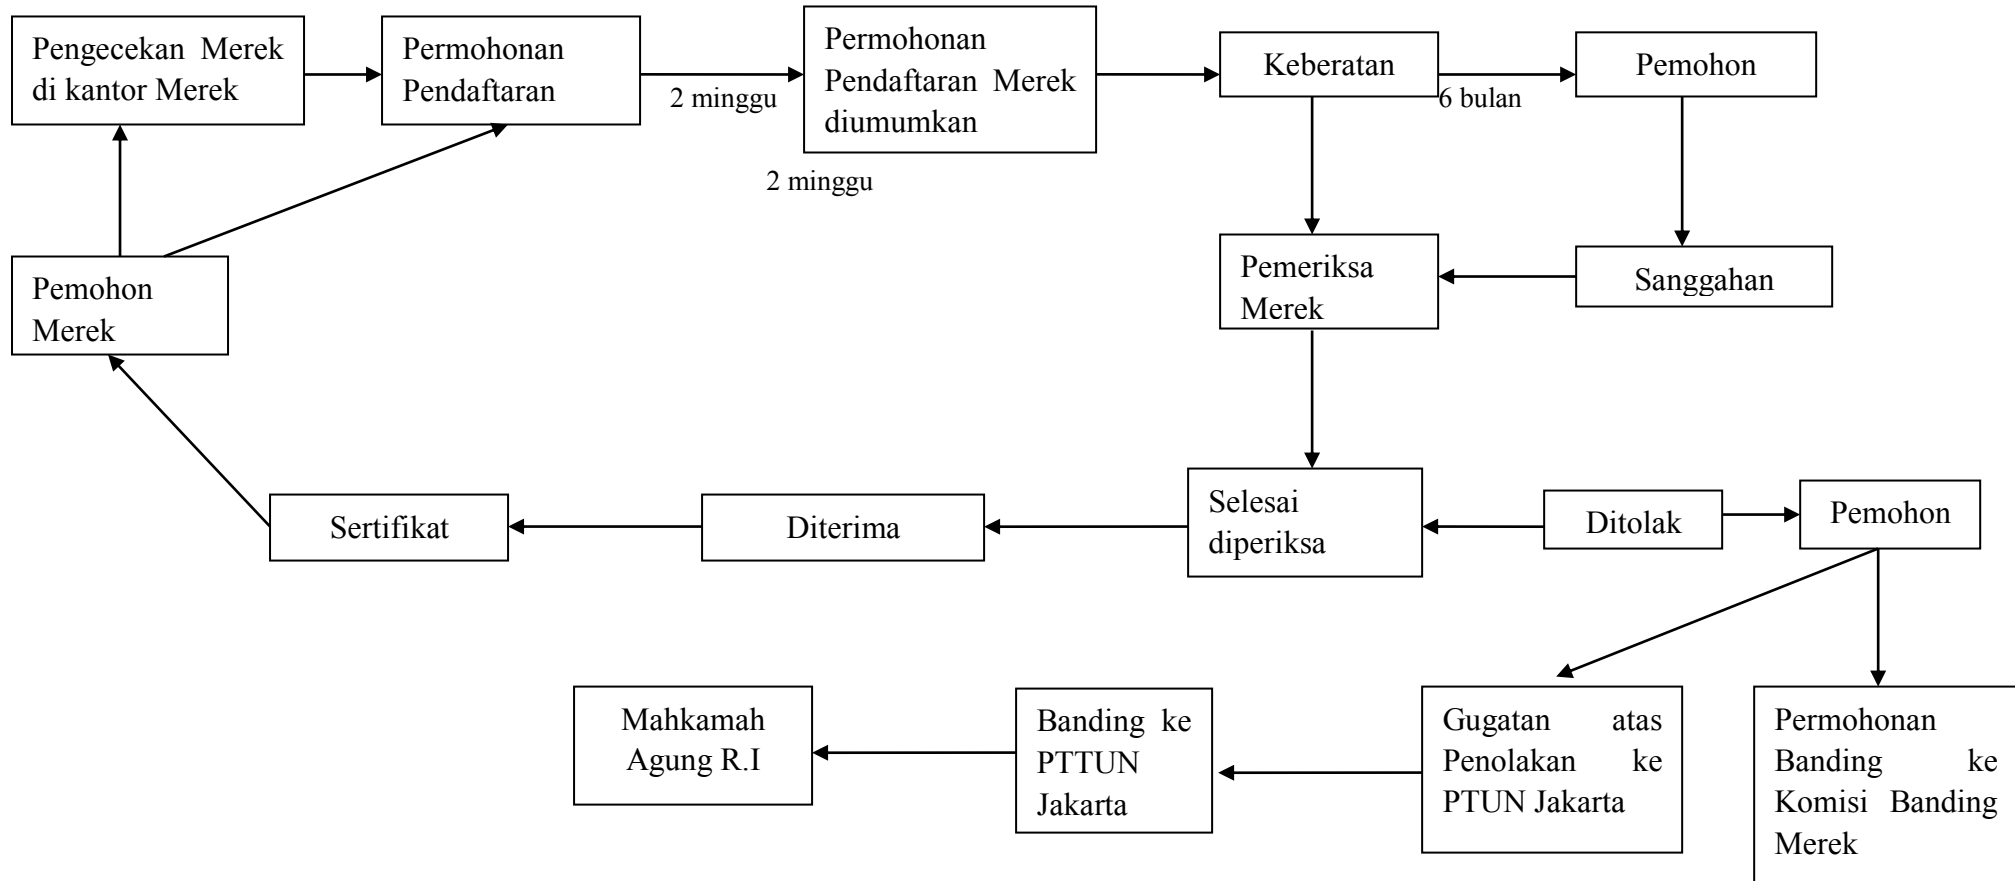 Pengecekan Merek
di kantor Merek
Permohonan
Pendaftaran
2 minggu
Permohonan
Pendaftaran Merek
diumumkan
2 minggu
Keberatan
6 bulan
Pemohon
Pemohon
Merek
Pemeriksa
Merek
Sanggahan
Sertifikat
Diterima
Selesai
diperiksa
Ditolak
Pemohon
Mahkamah
Agung R.I
Banding ke
PTTUN
Jakarta
Gugatan atas
Penolakan ke
PTUN Jakarta
Permohonan
Banding ke
Komisi Banding
Merek